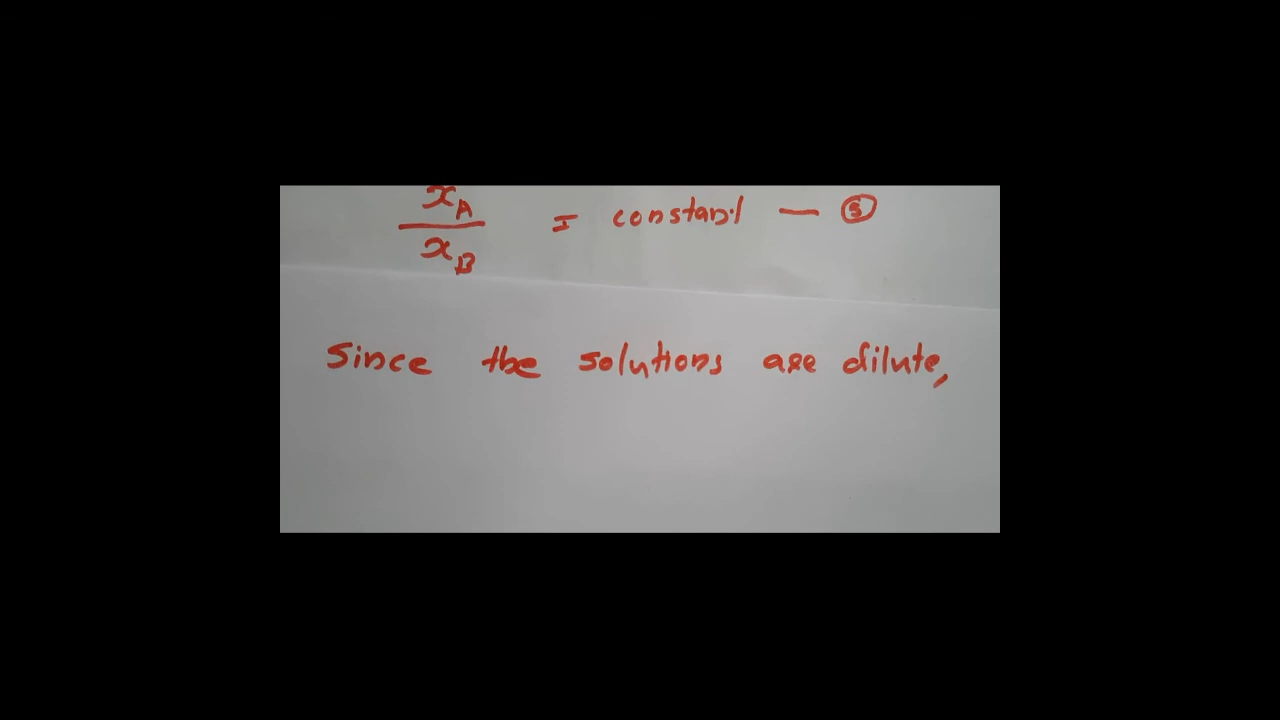 x_A
x_B = constant — ⑤
Since the solutions are dilute,